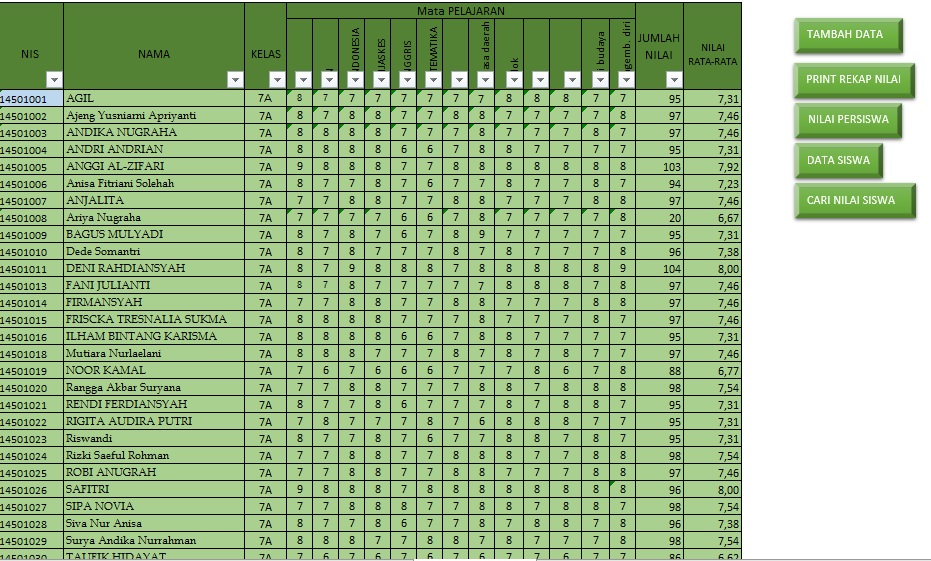 Mata PELAJARAN
NIS NAMA KELAS NDONESIA JASKES NGGRIS TEMATIKA asa daerah lok l budaya gemb. diri JUMLAH NILAI NILAI RATA-RATA
14501001 AGIL 7A 8 7 7 7 7 7 7 7 8 8 8 7 7 95 7,31
14501002 Ajeng Yusniarni Apriyanti 7A 8 7 8 8 7 7 8 8 7 7 7 7 8 97 7,46
14501003 ANDIKA NUGRAHA 7A 8 8 8 8 7 7 7 8 7 7 7 8 7 97 7,46
14501004 ANDRI ANDRIAN 7A 8 8 8 8 6 6 7 8 7 7 7 8 7 95 7,31
14501005 ANGGI AL-ZIFARI 7A 9 8 8 8 7 7 8 8 8 8 8 8 8 103 7,92
14501006 Anisa Fitriani Solehah 7A 8 7 7 8 7 6 7 7 8 7 7 8 7 94 7,23
14501007 ANJALITA 7A 8 7 8 8 7 7 7 8 8 7 7 8 7 97 7,46
14501008 Ariya Nugraha 7A 7 7 7 7 6 6 7 8 7 7 7 7 8 20 6,67
14501009 BAGUS MULYADI 7A 8 7 8 7 6 7 8 9 7 7 7 7 7 95 7,31
14501010 Dede Somantri 7A 8 7 8 8 7 7 7 8 7 7 7 7 8 96 7,38
14501011 DENI RAHDIANSYAH 7A 8 7 9 8 8 8 7 8 8 8 8 8 9 104 8,00
14501013 FANI JULIANTI 7A 8 7 8 7 7 7 7 7 8 8 8 8 7 97 7,46
14501014 FIRMANSYAH 7A 7 7 8 8 7 7 8 8 7 7 7 8 8 97 7,46
14501015 FRISCKA TRESNALIA SUKMA 7A 8 8 8 8 7 7 7 8 7 7 7 8 7 97 7,46
14501016 ILHAM BINTANG KARISMA 7A 8 8 8 8 6 6 7 8 8 7 7 7 7 95 7,31
14501018 Mutiara Nurlaelani 7A 8 8 8 7 7 7 8 7 8 7 8 7 7 97 7,46
14501019 NOOR KAMAL 7A 7 6 7 6 6 6 7 7 7 8 6 7 8 88 6,77
14501020 Rangga Akbar Suryana 7A 7 7 8 8 7 7 7 8 8 7 8 8 8 98 7,54
14501021 RENDI FERDIANSYAH 7A 8 7 7 8 6 7 7 7 8 7 8 8 7 95 7,31
14501022 RIGITA AUDIRA PUTRI 7A 7 8 7 7 7 8 7 6 8 8 8 7 7 95 7,31
14501023 Riswandi 7A 8 7 7 8 7 6 7 7 8 8 7 8 7 95 7,31
14501024 Rizki Saeful Rohman 7A 7 7 8 8 7 7 8 8 8 7 8 8 7 98 7,54
14501025 ROBI ANUGRAH 7A 7 7 8 8 7 7 8 8 7 7 7 8 8 97 7,46
14501026 SAFITRI 7A 9 8 8 8 7 8 8 8 8 8 8 8 8 96 8,00
14501027 SIPA NOVIA 7A 7 7 8 8 8 7 8 8 7 7 7 8 8 98 7,54
14501028 Siva Nur Anisa 7A 8 7 8 7 6 7 7 8 8 7 8 8 7 96 7,38
14501029 Surya Andika Nurrahman 7A 8 8 8 7 7 7 8 8 7 7 7 8 8 98 7,54
14501030 TAUFIK HIDAYAT 7A 7 6 7 6 7 6 7 6 7 7 6 7 7 86 6,62
TAMBAH DATA
PRINT REKAP NILAI
NILAI PERSISWA
DATA SISWA
CARI NILAI SISWA